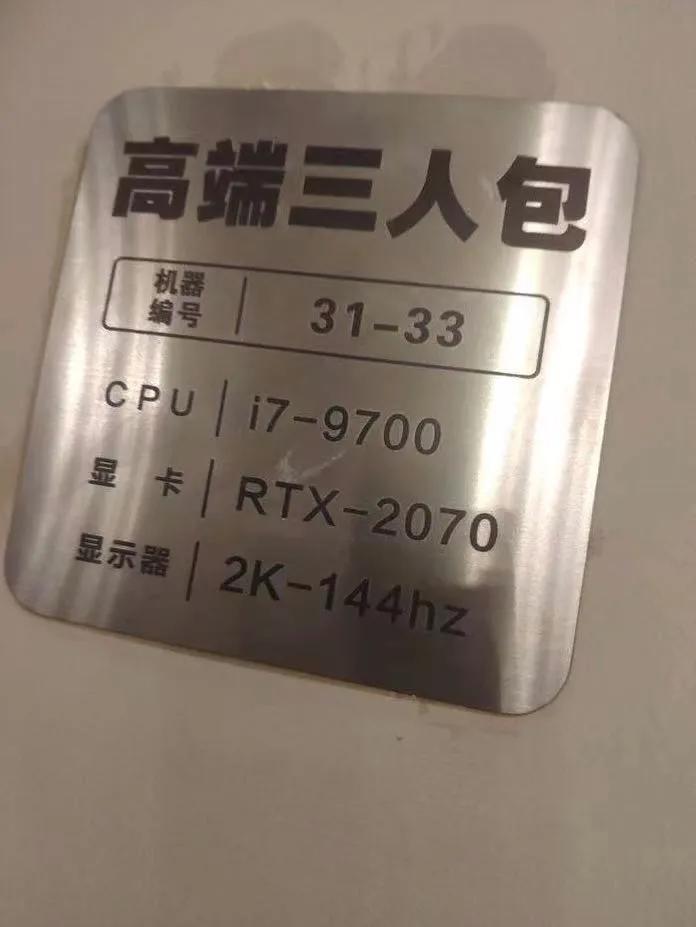 高端三人包
机器编号 31-33
CPU i7-9700
显卡 RTX-2070
显示器 2K-144hz